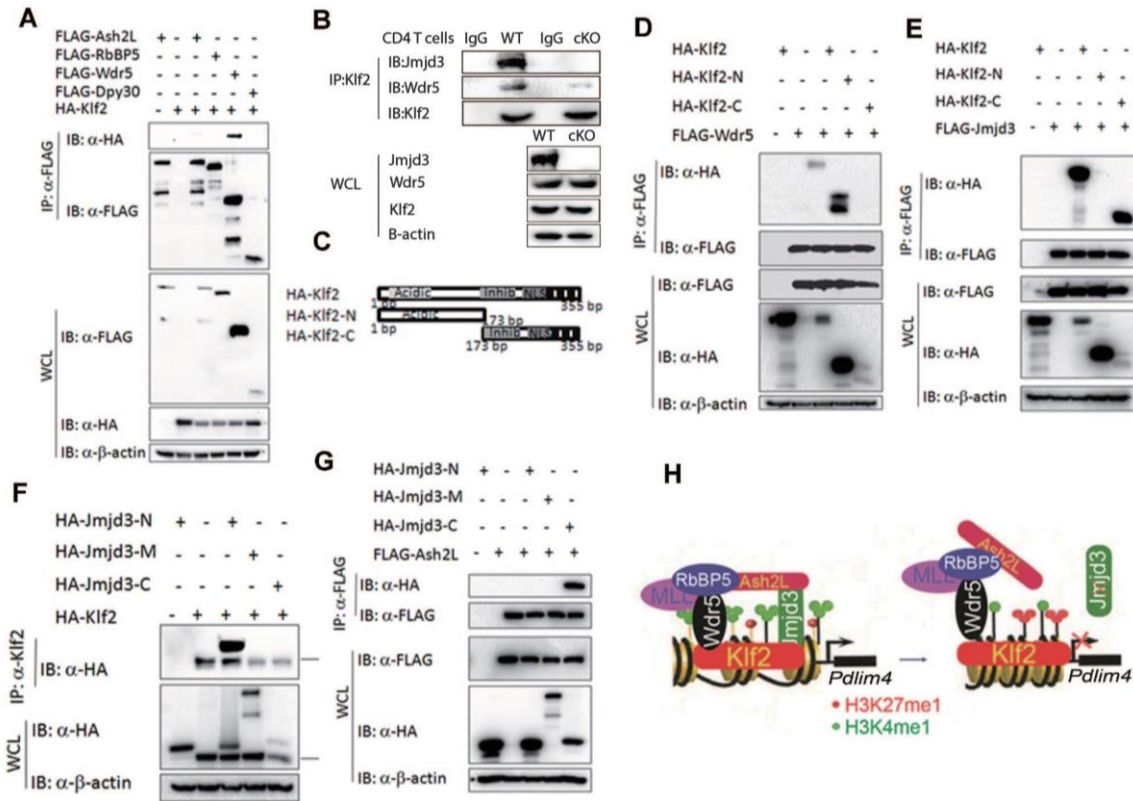 A
FLAG-Ash2L + - + - - -
FLAG-RbBP5 - - - + - -
FLAG-Wdr5 - - - - + -
FLAG-Dpy30 - - - - - +
HA-Klf2 - + + + + +
IP: α-FLAG
IB: α-HA
IB: α-FLAG
WCL
IB: α-FLAG
IB: α-HA
IB: α-β-actin
B
CD4 T cells IgG WT IgG cKO
IP:Klf2
IB:Jmjd3
IB:Wdr5
IB:Klf2
WT cKO
WCL
Jmjd3
Wdr5
Klf2
B-actin
C
HA-Klf2 Acidic Inhib NLS
1 bp 355 bp
HA-Klf2-N Acidic
1 bp 73 bp
HA-Klf2-C Inhib NLS
173 bp 355 bp
D
HA-Klf2 + - + - -
HA-Klf2-N - - - + -
HA-Klf2-C - - - - +
FLAG-Wdr5 - + + + +
IP: α-FLAG
IB: α-HA
IB: α-FLAG
WCL
IB: α-FLAG
IB: α-HA
IB: α-β-actin
E
HA-Klf2 + - + - -
HA-Klf2-N - - - + -
HA-Klf2-C - - - - +
FLAG-Jmjd3 - + + + +
IP: α-FLAG
IB: α-HA
IB: α-FLAG
WCL
IB: α-FLAG
IB: α-HA
IB: α-β-actin
F
HA-Jmjd3-N + - + - -
HA-Jmjd3-M - - - + -
HA-Jmjd3-C - - - - +
HA-Klf2 - + + + +
IP: α-Klf2
IB: α-HA
WCL
IB: α-HA
IB: α-β-actin
G
HA-Jmjd3-N + - + - -
HA-Jmjd3-M - - - + -
HA-Jmjd3-C - - - - +
FLAG-Ash2L - + + + +
IP: α-FLAG
IB: α-HA
IB: α-FLAG
WCL
IB: α-FLAG
IB: α-HA
IB: α-β-actin
H
MLL RbBP5 Ash2L
Wdr5 Jmjd3
Klf2
Pdlim4
MLL RbBP5 Ash2L
Wdr5 Jmjd3
Klf2
Pdlim4
H3K27me1
H3K4me1